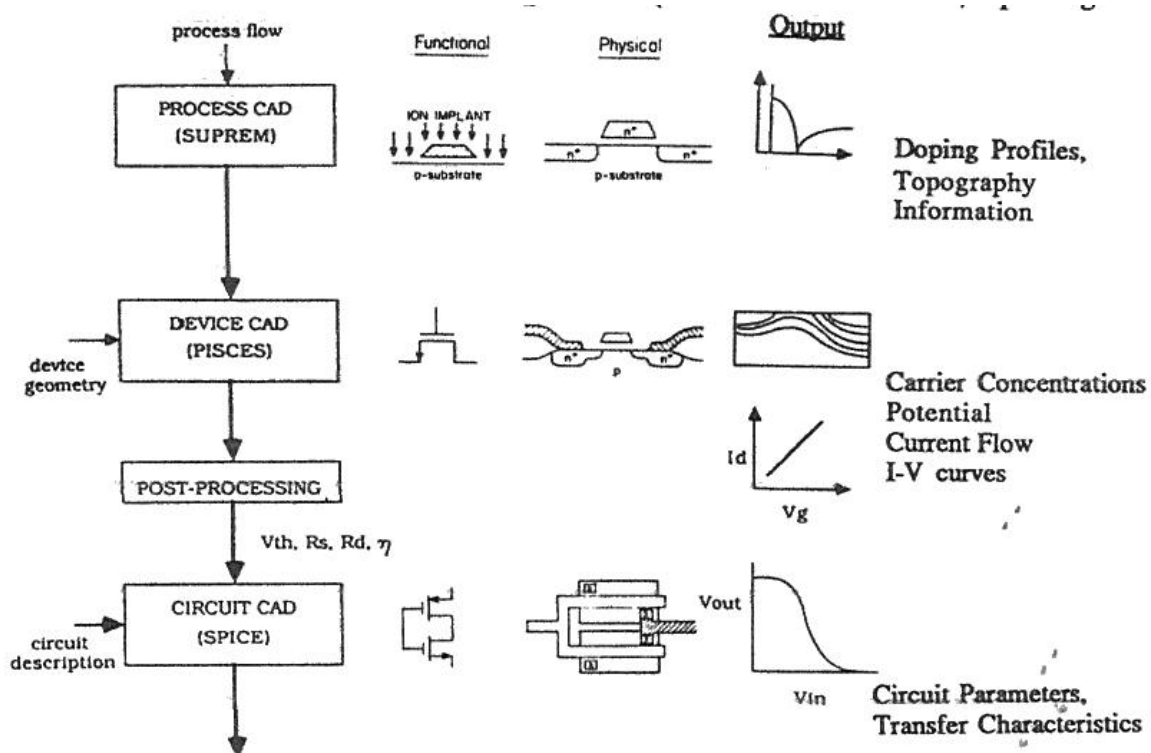 process flow
Functional
Physical
Output
PROCESS CAD
(SUPREM)
ION IMPLANT
p-substrate
n+
n+
n+
p-substrate
Doping Profiles,
Topography
Information
device
geometry
DEVICE CAD
(PISCES)
n+
n+
p
Carrier Concentrations
Potential
Current Flow
I-V curves
Id
Vg
POST-PROCESSING
Vth, Rs, Rd, η
circuit
description
CIRCUIT CAD
(SPICE)
Vout
Vin
Circuit Parameters,
Transfer Characteristics